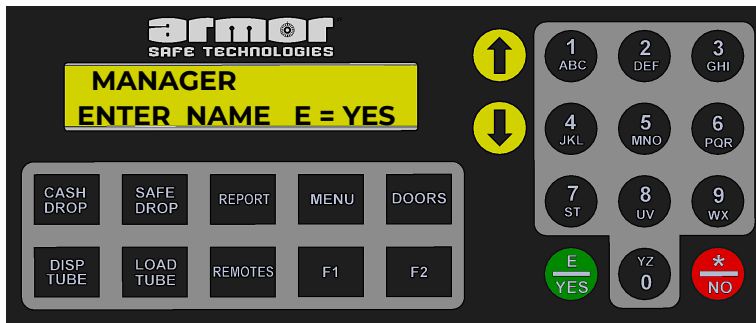 armor
SAFE TECHNOLOGIES
MANAGER
ENTER NAME E = YES
CASH DROP
SAFE DROP
REPORT
MENU
DOORS
DISP TUBE
LOAD TUBE
REMOTES
F1
F2
1
ABC
2
DEF
3
GHI
4
JKL
5
MNO
6
PQR
7
ST
8
UV
9
WX
E
YES
YZ
0
*
NO